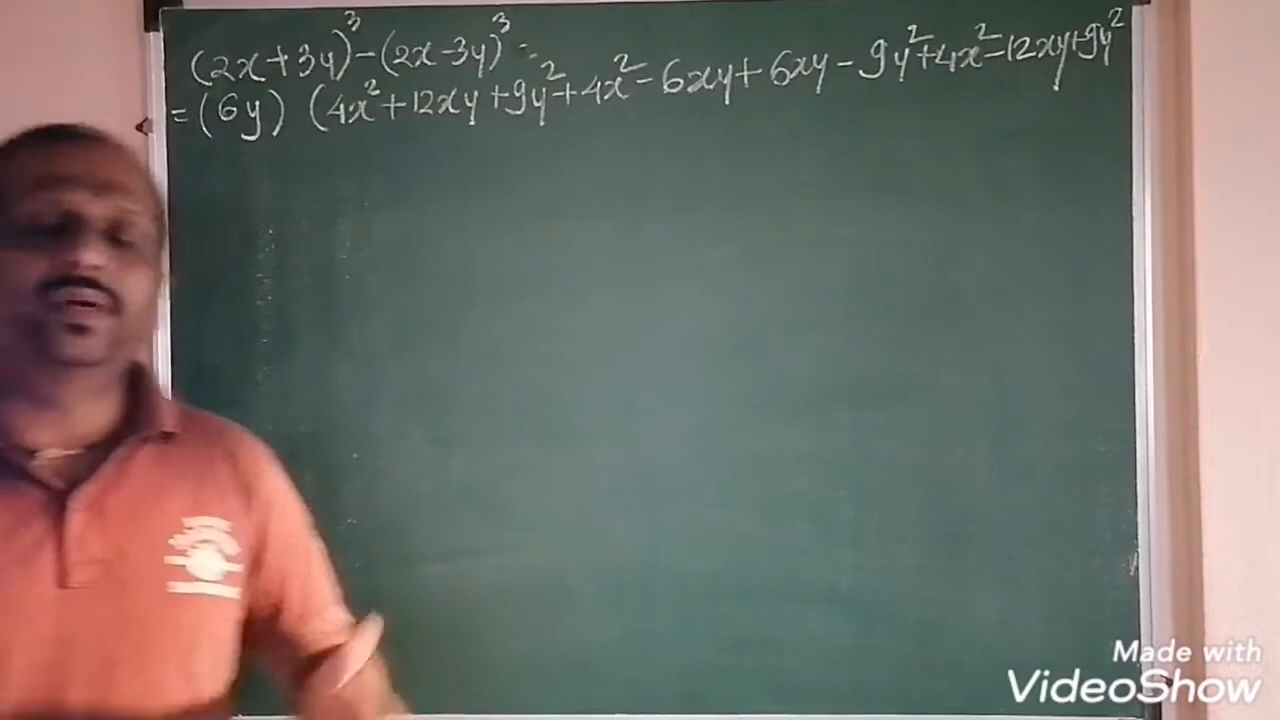 (2x+3y)³-(2x-3y)³:-
=(6y) (4x²+12xy+9y²+4x²-6xy+6xy-9y²+4x²-12xy+9y²
Made with
VideoShow